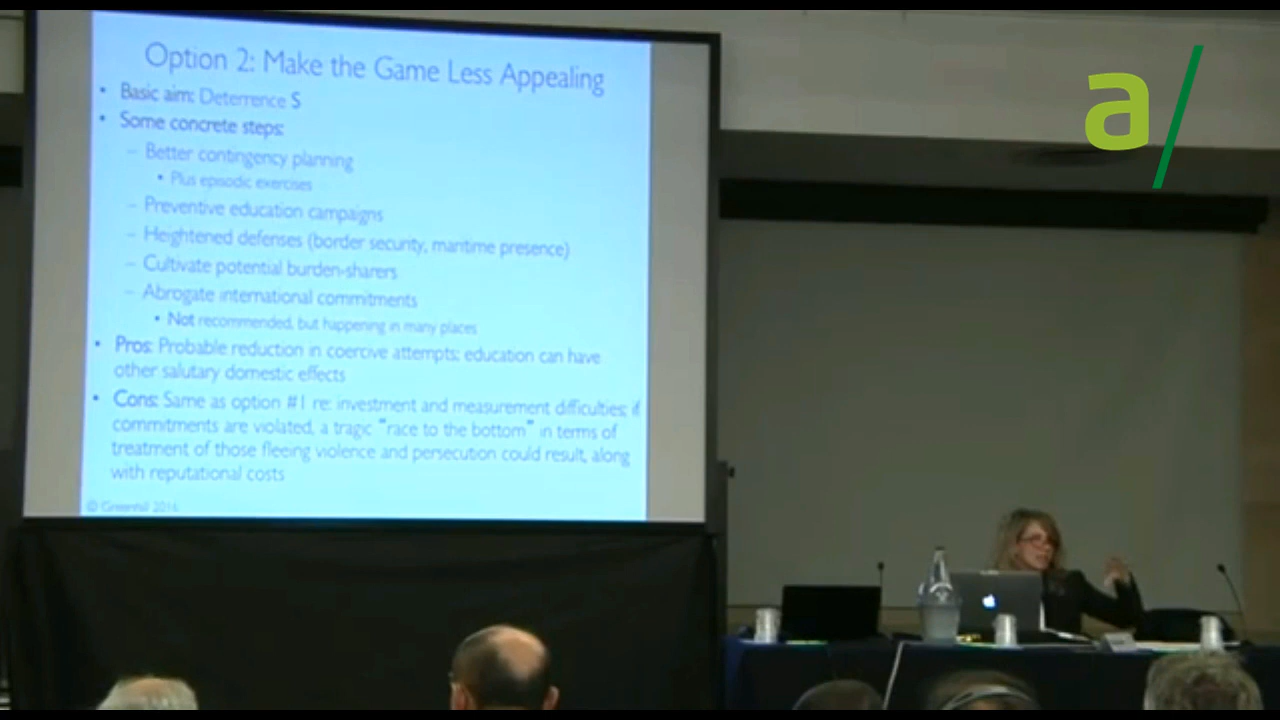 Option 2: Make the Game Less Appealing
• Basic aim: Deterrence S
• Some concrete steps:
– Better contingency planning
• Plus episodic exercises
– Preventive education campaigns
– Heightened defenses (border security, maritime presence)
– Cultivate potential burden-sharers
– Abrogate international commitments
• Not recommended, but happening in many places
• Pros: Probable reduction in coercive attempts; education can have
other salutary domestic effects
• Cons: Same as option #1 re: investment and measurement difficulties; if
commitments are violated, a tragic "race to the bottom" in terms of
treatment of those fleeing violence and persecution could result, along
with reputational costs
© Greenhill 2016
a/